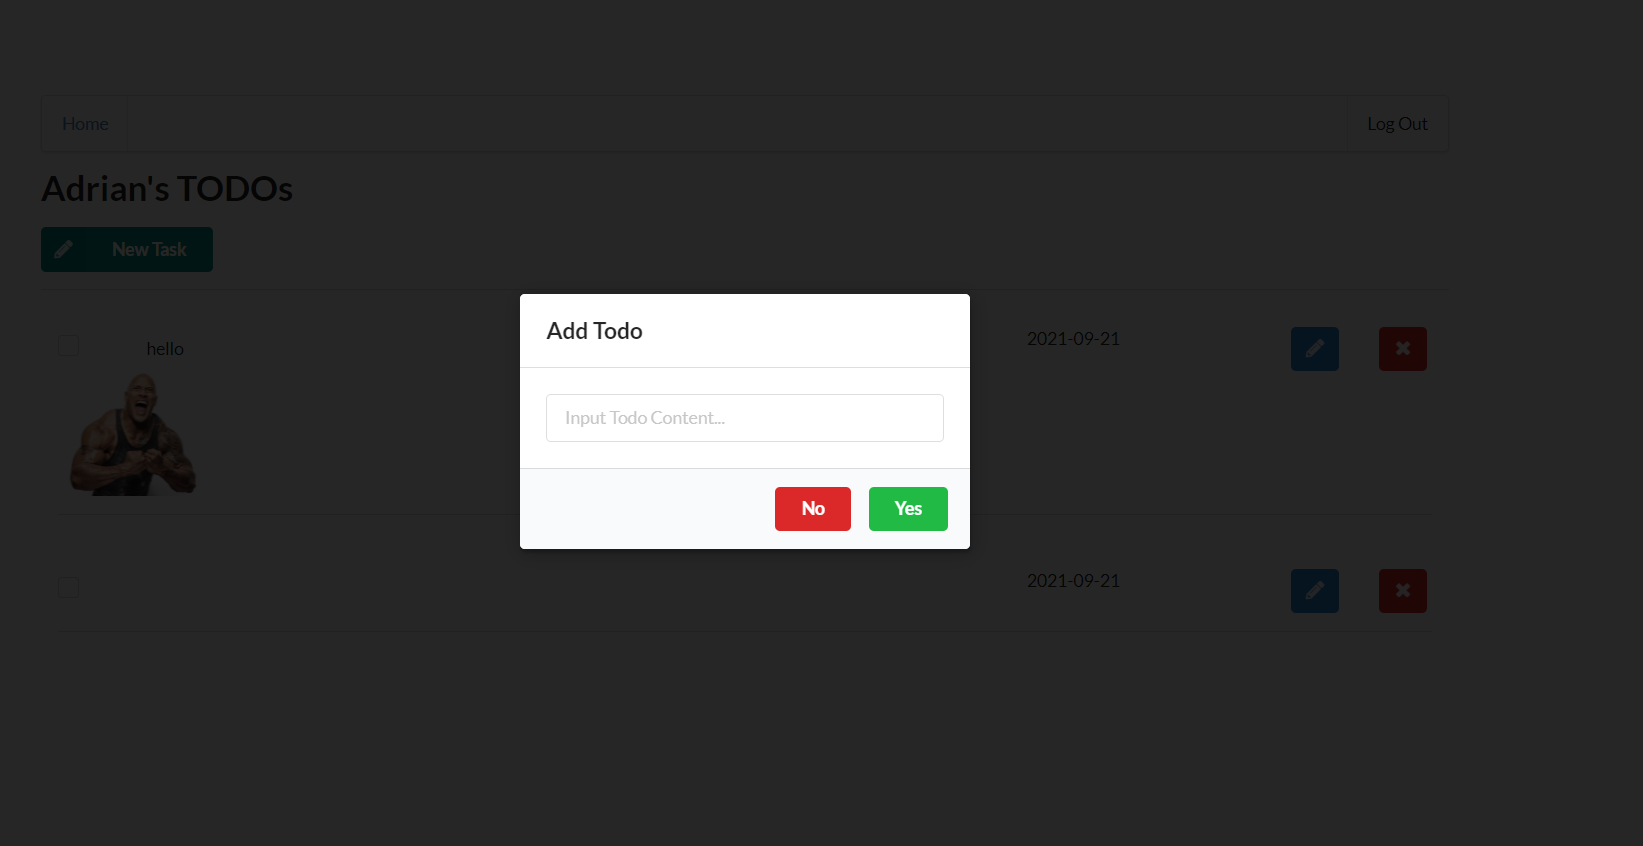 Home
Log Out
Adrian's TODOs
New Task
Add Todo
hello
2021-09-21
Input Todo Content...
No
Yes
2021-09-21